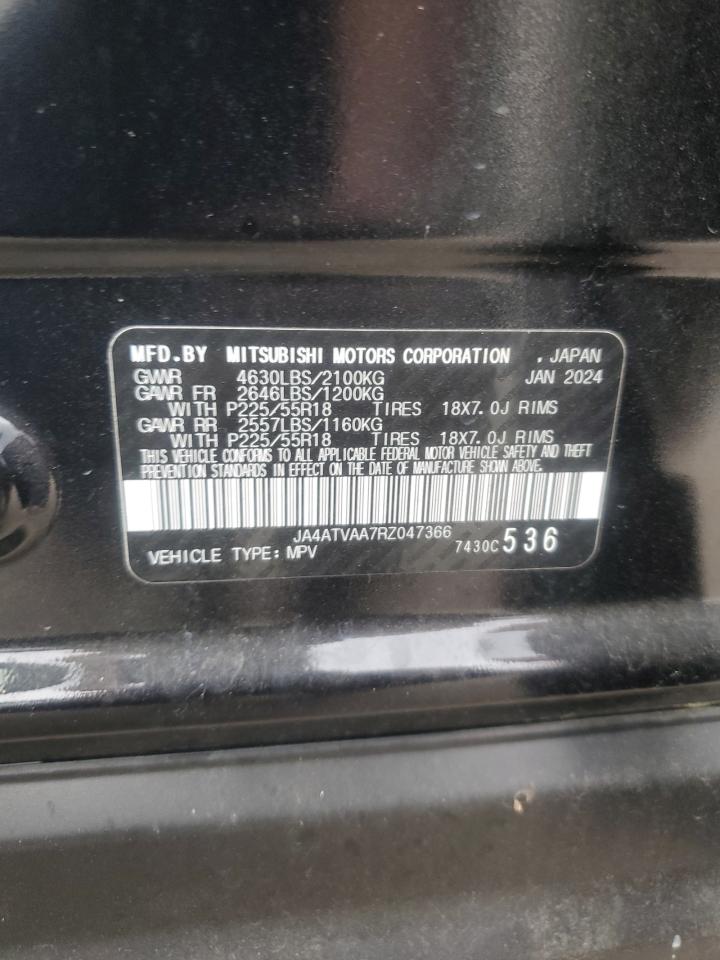 MFD.BY MITSUBISHI MOTORS CORPORATION , JAPAN
GVWR 4630LBS/2100KG JAN 2024
GAWR FR 2646LBS/1200KG
WITH P225/55R18 TIRES 18X7.0J RIMS
GAWR RR 2557LBS/1160KG
WITH P225/55R18 TIRES 18X7.0J RIMS
THIS VEHICLE CONFORMS TO ALL APPLICABLE FEDERAL MOTOR VEHICLE SAFETY AND THEFT
PREVENTION STANDARDS IN EFFECT ON THE DATE OF MANUFACTURE SHOWN ABOVE.
JA4ATVAA7RZ047366
VEHICLE TYPE: MPV 7430C 536